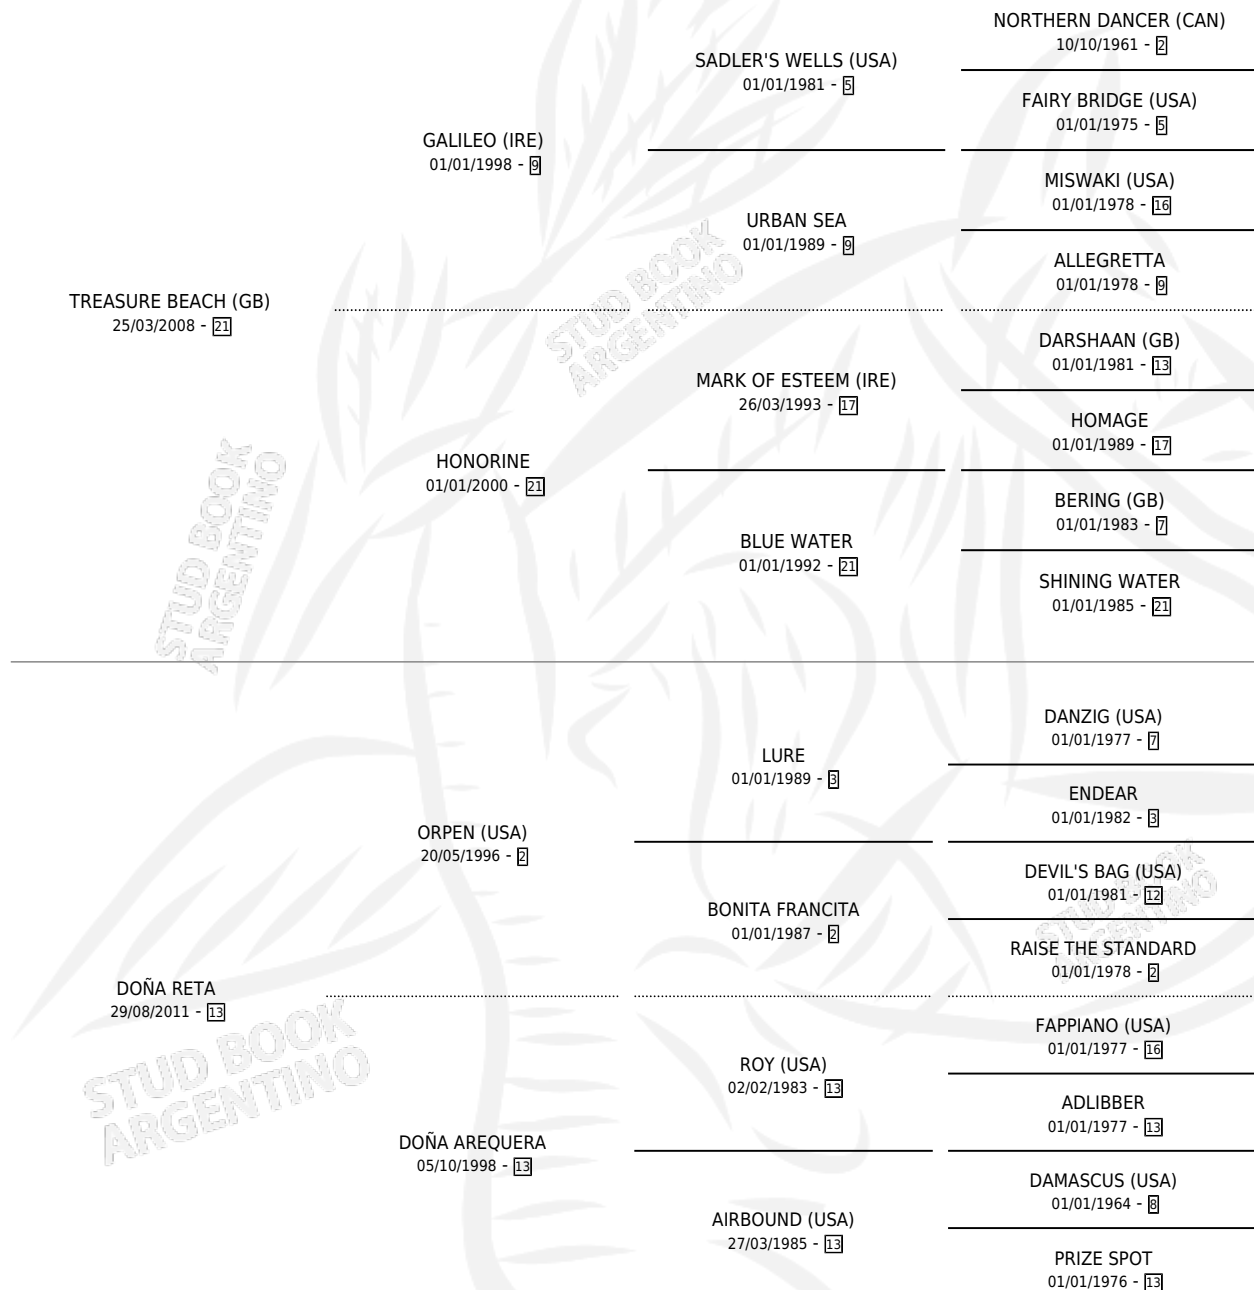 NORTHERN DANCER (CAN)
10/10/1961 - 2
SADLER'S WELLS (USA)
01/01/1981 - 5
FAIRY BRIDGE (USA)
01/01/1975 - 5
GALILEO (IRE)
01/01/1998 - 9
MISWAKI (USA)
01/01/1978 - 16
URBAN SEA
01/01/1989 - 9
ALLEGRETTA
01/01/1978 - 9
TREASURE BEACH (GB)
25/03/2008 - 21
STUD BOOK
ARGENTINO
DARSHAAN (GB)
01/01/1981 - 13
MARK OF ESTEEM (IRE)
26/03/1993 - 17
HOMAGE
01/01/1989 - 17
HONORINE
01/01/2000 - 21
BERING (GB)
01/01/1983 - 7
BLUE WATER
01/01/1992 - 21
SHINING WATER
01/01/1985 - 21
STUD BOOK
ARGENTINO
DANZIG (USA)
01/01/1977 - 7
LURE
01/01/1989 - 3
ENDEAR
01/01/1982 - 3
ORPEN (USA)
20/05/1996 - 2
DEVIL'S BAG (USA)
01/01/1981 - 12
BONITA FRANCITA
01/01/1987 - 2
RAISE THE STANDARD
01/01/1978 - 2
STUD BOOK
ARGENTINO
DOÑA RETA
29/08/2011 - 13
STUD BOOK
ARGENTINO
FAPPIANO (USA)
01/01/1977 - 16
ROY (USA)
02/02/1983 - 13
ADLIBBER
01/01/1977 - 13
DOÑA AREQUERA
05/10/1998 - 13
DAMASCUS (USA)
01/01/1964 - 8
AIRBOUND (USA)
27/03/1985 - 13
PRIZE SPOT
01/01/1976 - 13